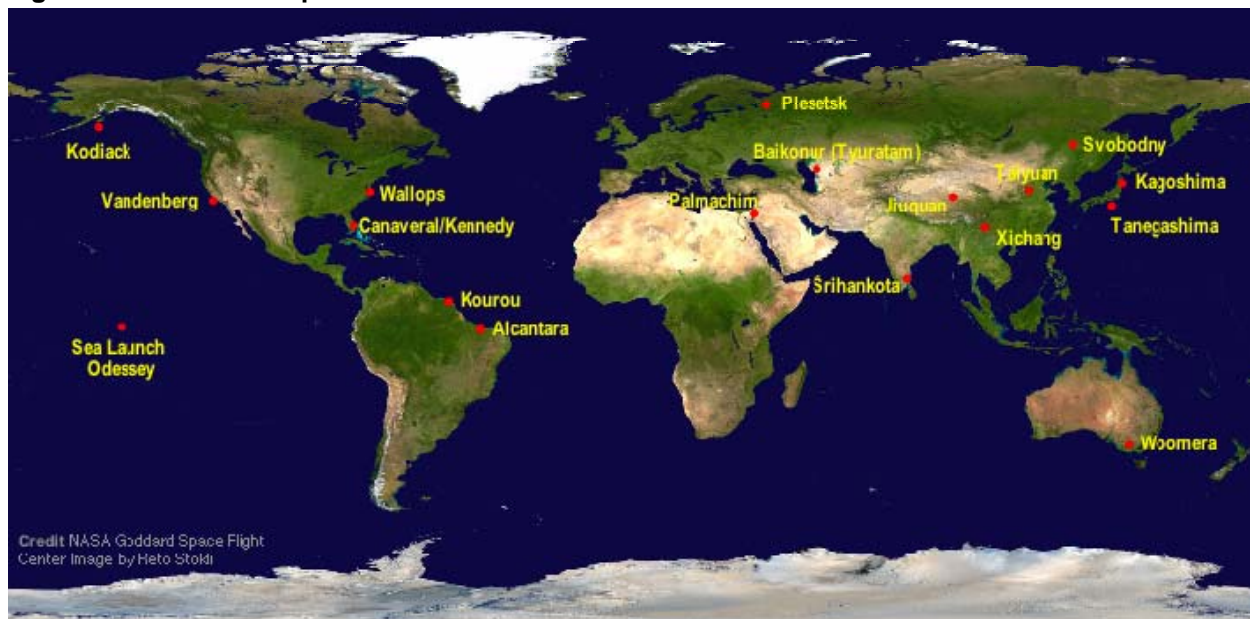 Plesetsk
Svobodny
Kodiack
Baikonur (Tyuratam)
Taiyuan
Kagoshima
Vandenberg
Wallops
Palmachim
Jiuquan
Canaveral/Kennedy
Xichang
Tanegashima
Srihankota
Kourou
Alcantara
Sea Launch
Odessey
Woomera
Credit NASA Goddard Space Flight
Center Image by Reto Stokli